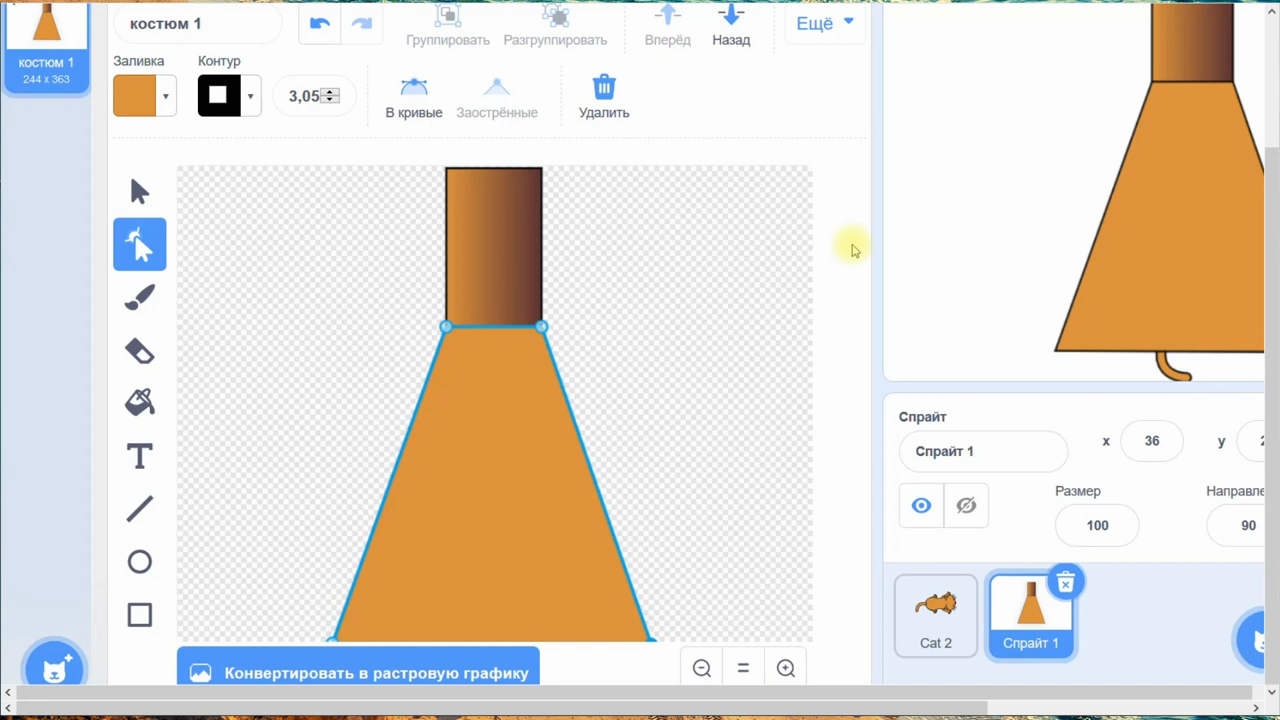 костюм 1
Группировать
Разгруппировать
Вперёд
Назад
Ещё
костюм 1
244 x 363
Заливка
Контур
3,05
В кривые
Заострённые
Удалить
T
Конвертировать в растровую графику
Спрайт
Спрайт 1
x
36
y
2
Размер
100
Направле
90
Cat 2
Спрайт 1